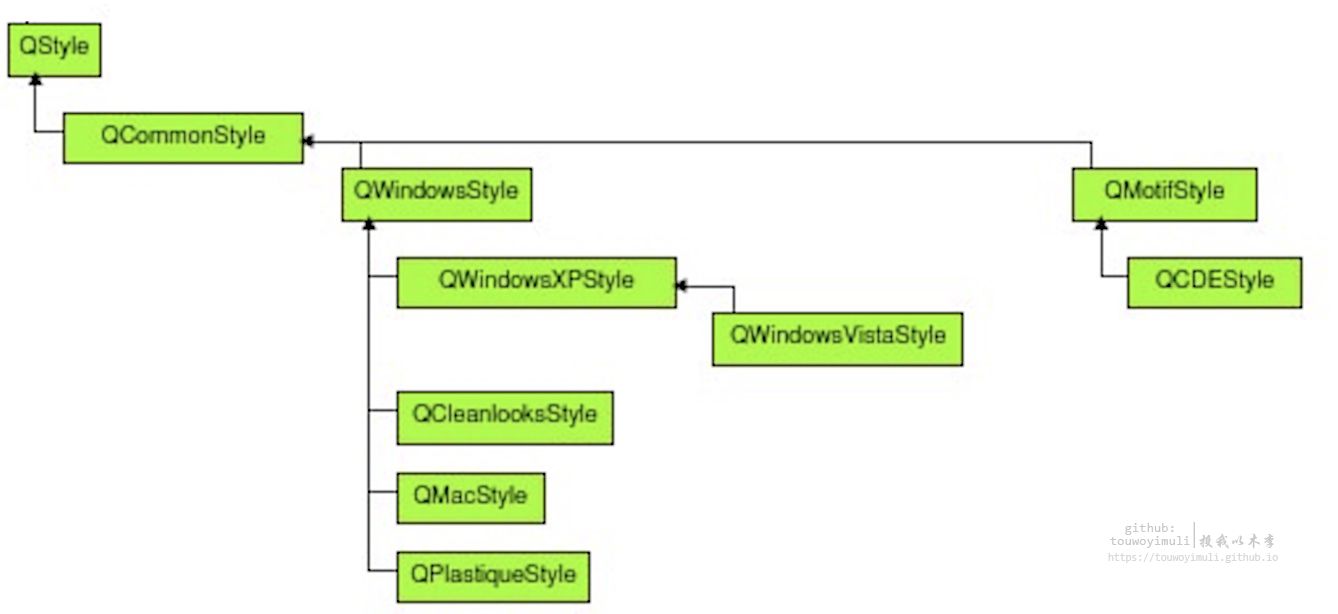 QStyle
QCommonStyle
QWindowsStyle
QMotifStyle
QWindowsXPStyle
QCDEStyle
QWindowsVistaStyle
QCleanlooksStyle
QMacStyle
QPlastiqueStyle
github:
touwoyimuli
投我以木李
https://touwoyimuli.github.io